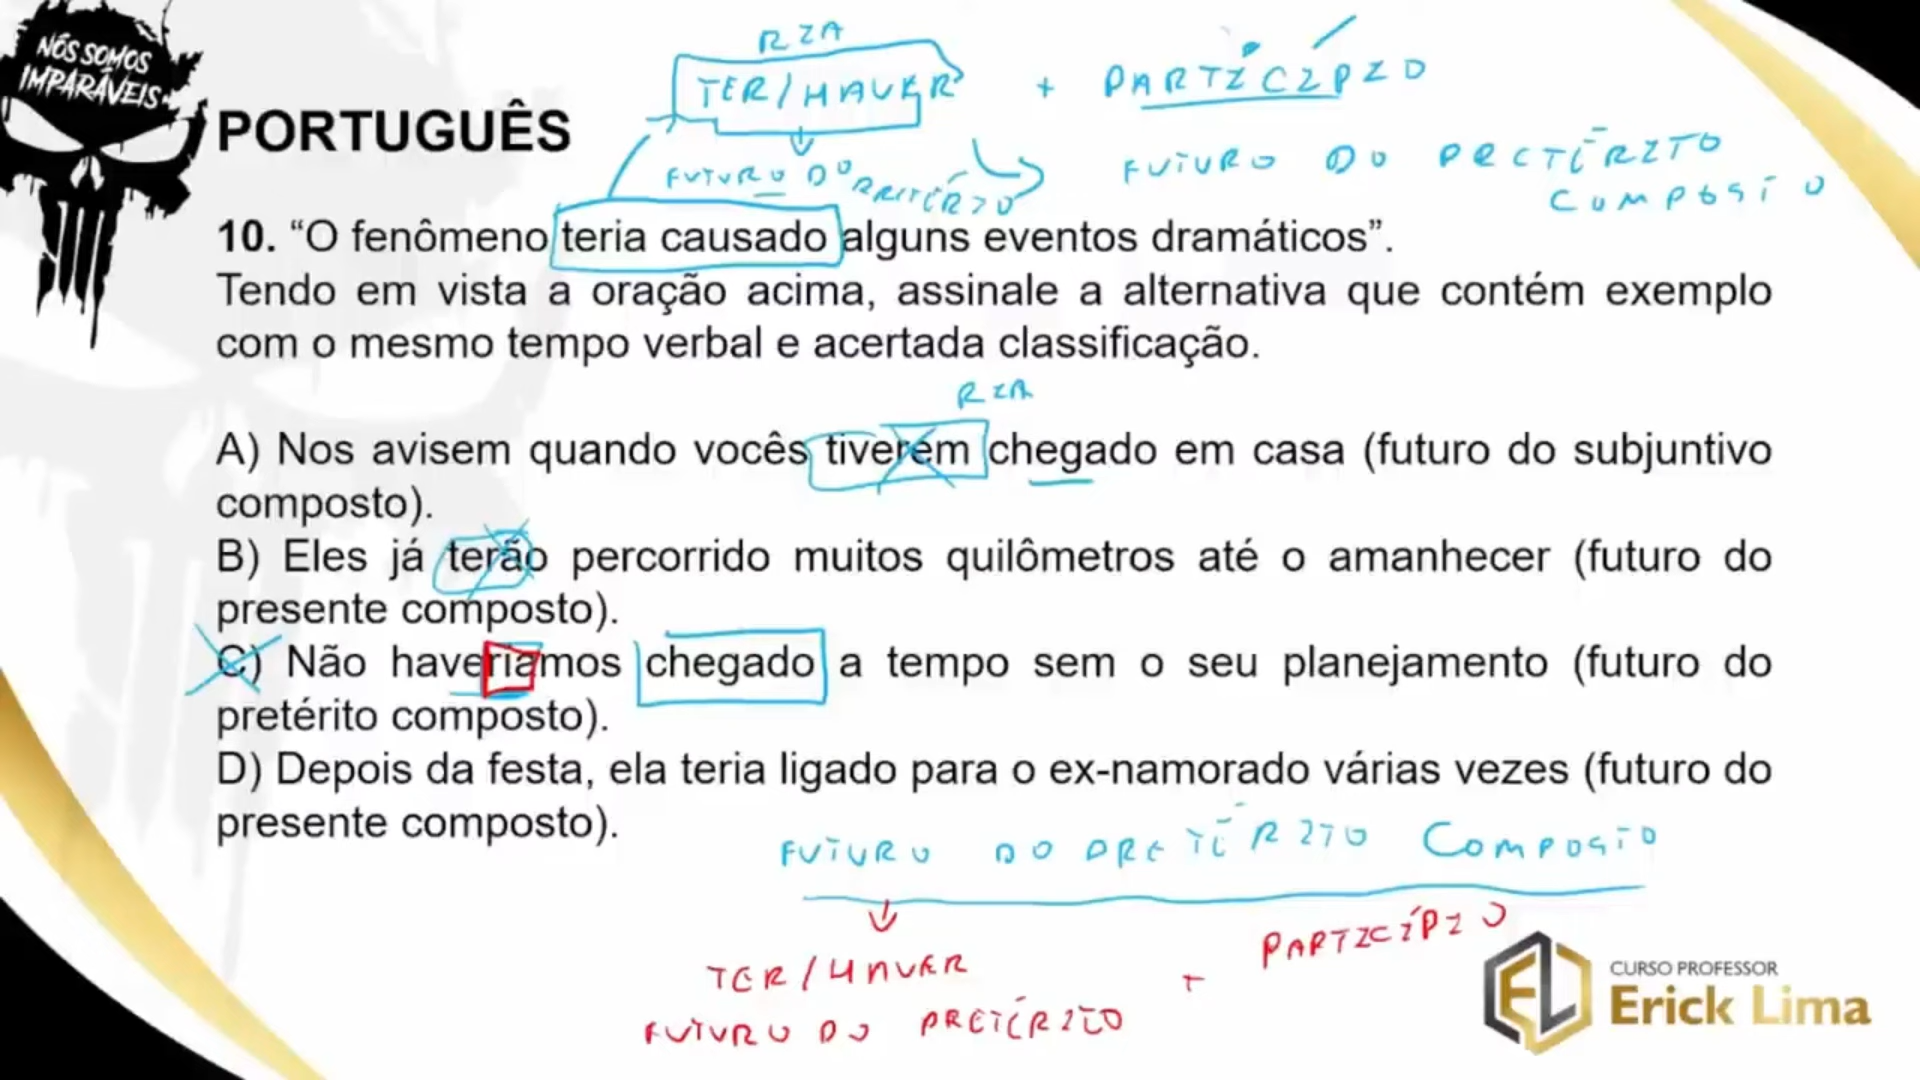 NÓS SOMOS
IMPARÁVEIS
RIA
TER/HAVER + PARTICÍPIO
PORTUGUÊS
FUTURO DO PRETÉRITO
FUTURO DO PRETÉRITO
COMPOSTO
10. “O fenômeno teria causado alguns eventos dramáticos”.
Tendo em vista a oração acima, assinale a alternativa que contém exemplo
com o mesmo tempo verbal e acertada classificação.
RIA
A) Nos avisem quando vocês tiverem chegado em casa (futuro do subjuntivo
composto).
B) Eles já terão percorrido muitos quilômetros até o amanhecer (futuro do
presente composto).
C) Não haveriamos chegado a tempo sem o seu planejamento (futuro do
pretérito composto).
D) Depois da festa, ela teria ligado para o ex-namorado várias vezes (futuro do
presente composto).
FUTURO DO PRETÉRITO COMPOSTO
TER/HAVER + PARTICÍPIO
FUTURO DO PRETÉRITO
CURSO PROFESSOR
Erick Lima